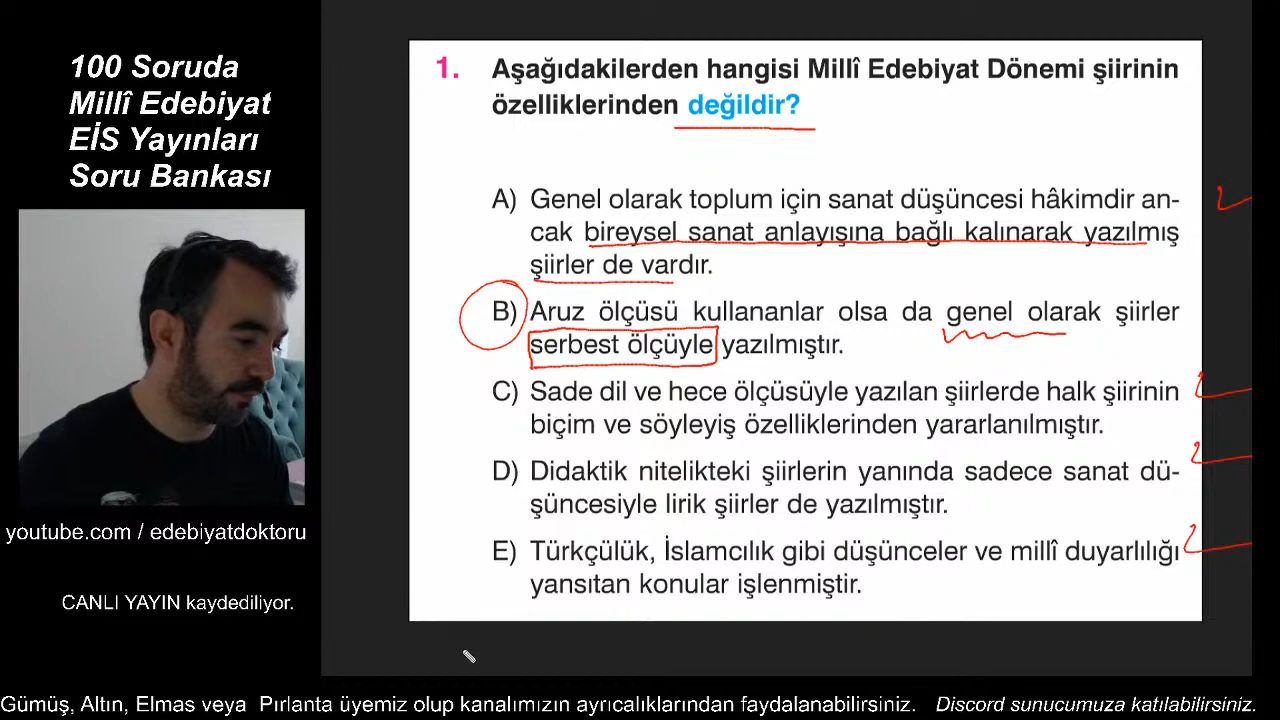 100 Soruda
Millî Edebiyat
EİS Yayınları
Soru Bankası
youtube.com / edebiyatdoktoru
CANLI YAYIN kaydediliyor.
1. Aşağıdakilerden hangisi Millî Edebiyat Dönemi şiirinin
özelliklerinden değildir?
A) Genel olarak toplum için sanat düşüncesi hâkimdir an-
cak bireysel sanat anlayışına bağlı kalınarak yazılmış
şiirler de vardır.
B) Aruz ölçüsü kullananlar olsa da genel olarak şiirler
serbest ölçüyle yazılmıştır.
C) Sade dil ve hece ölçüsüyle yazılan şiirlerde halk şiirinin
biçim ve söyleyiş özelliklerinden yararlanılmıştır.
D) Didaktik nitelikteki şiirlerin yanında sadece sanat dü-
şüncesiyle lirik şiirler de yazılmıştır.
E) Türkçülük, İslamcılık gibi düşünceler ve millî duyarlılığı
yansıtan konular işlenmiştir.
Gümüş, Altın, Elmas veya Pırlanta üyemiz olup kanalımızın ayrıcalıklarından faydalanabilirsiniz. Discord sunucumuza katılabilirsiniz.